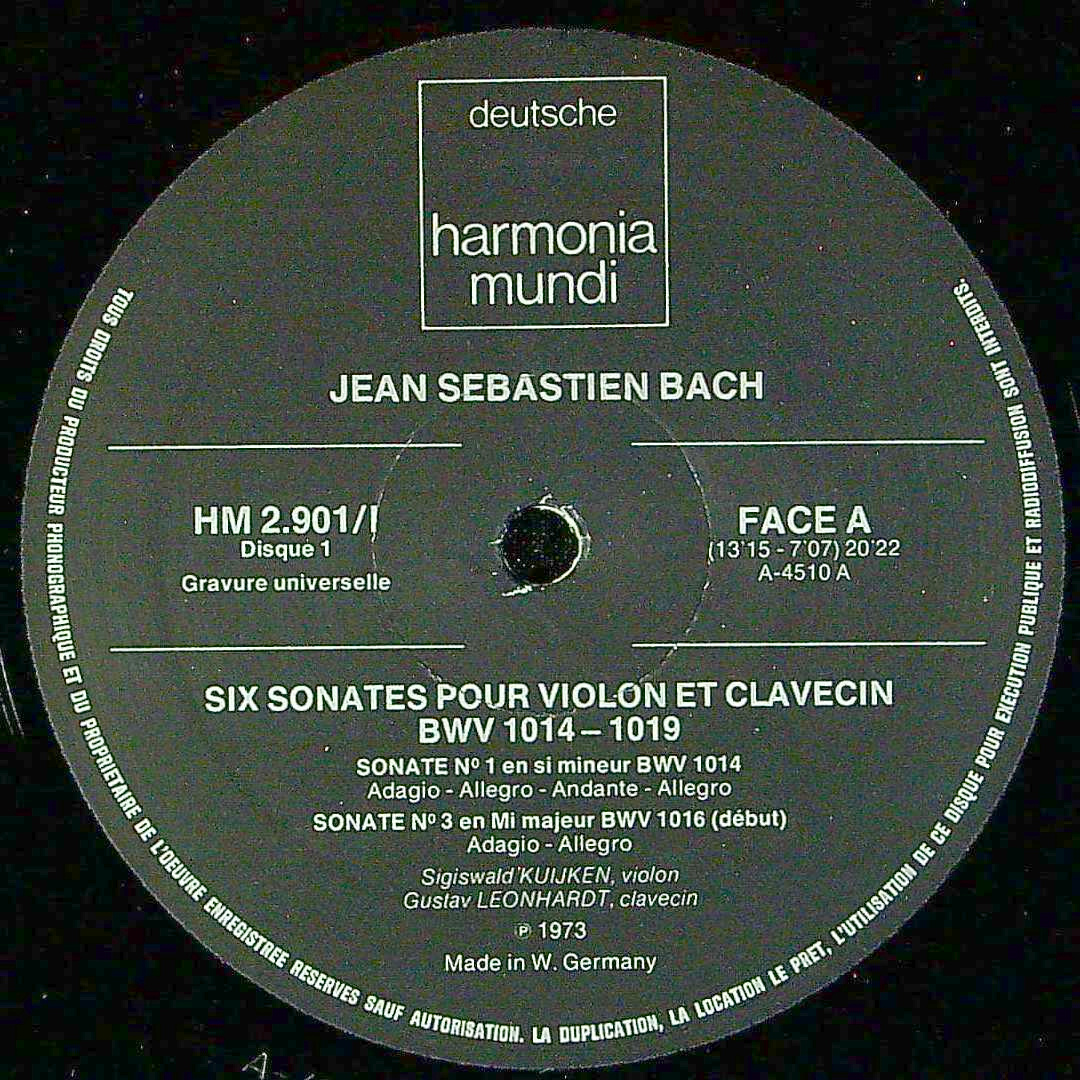 deutsche
harmonia
mundi
JEAN SEBASTIEN BACH
HM 2.901/I
Disque 1
Gravure universelle
FACE A
(13'15 - 7'07) 20'22
A-4510 A
SIX SONATES POUR VIOLON ET CLAVECIN
BWV 1014 – 1019
SONATE Nº 1 en si mineur BWV 1014
Adagio - Allegro - Andante - Allegro
SONATE Nº 3 en Mi majeur BWV 1016 (début)
Adagio - Allegro
Sigiswald KUIJKEN, violon
Gustav LEONHARDT, clavecin
℗ 1973
Made in W. Germany
TOUS DROITS DU PRODUCTEUR PHONOGRAPHIQUE ET DU PROPRIETAIRE DE L'OEUVRE ENREGISTREE RESERVES SAUF AUTORISATION. LA DUPLICATION, LA LOCATION LE PRET, L'UTILISATION DE CE DISQUE POUR EXECUTION PUBLIQUE ET RADIODIFFUSION SONT INTERDITS.